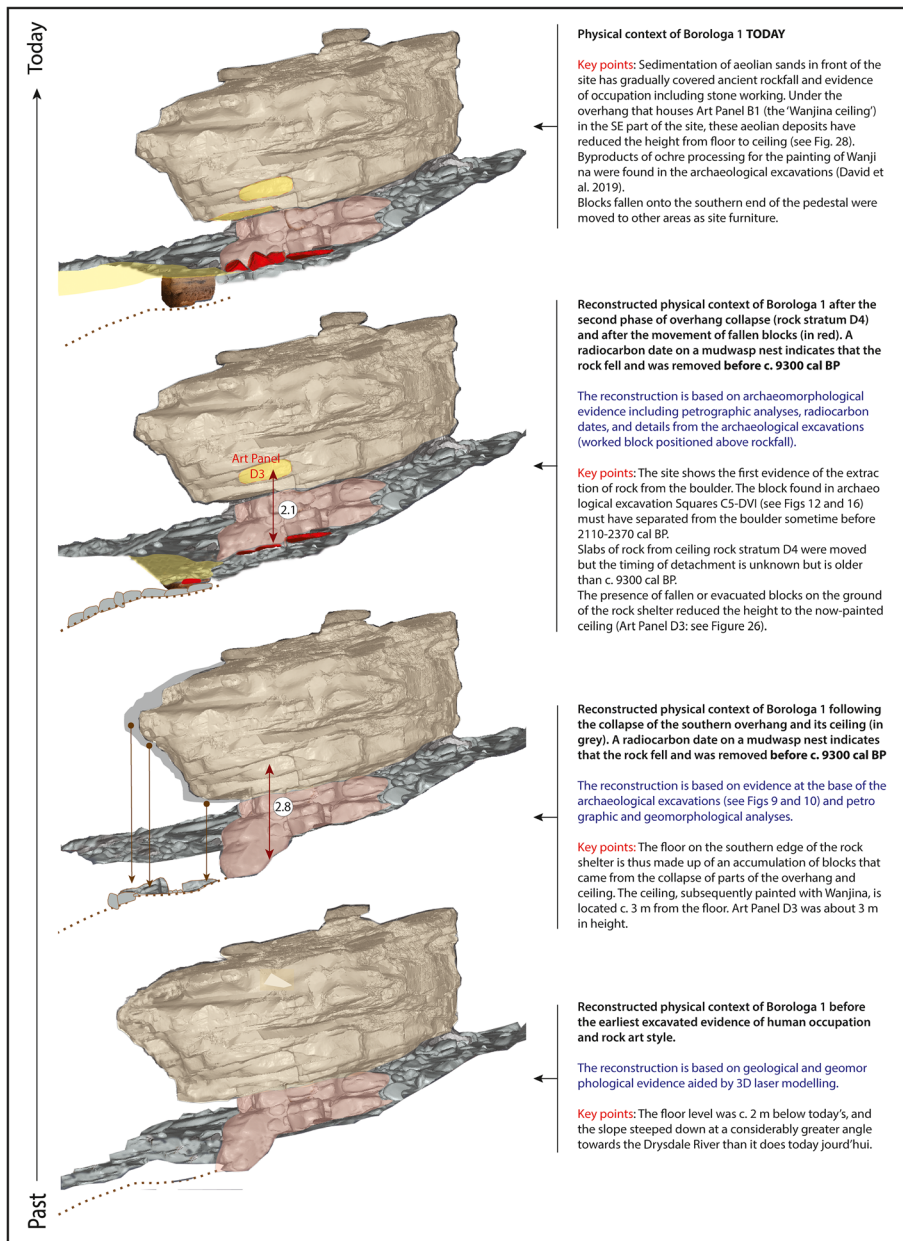 Today
Physical context of Borologa 1 TODAY
Key points: Sedimentation of aeolian sands in front of the
site has gradually covered ancient rockfall and evidence
of occupation including stone working. Under the
overhang that houses Art Panel B1 (the ‘Wanjina ceiling’)
in the SE part of the site, these aeolian deposits have
reduced the height from floor to ceiling (see Fig. 28).
Byproducts of ochre processing for the painting of Wanji
na were found in the archaeological excavations (David et
al. 2019).
Blocks fallen onto the southern end of the pedestal were
moved to other areas as site furniture.
Reconstructed physical context of Borologa 1 after the
second phase of overhang collapse (rock stratum D4)
and after the movement of fallen blocks (in red). A
radiocarbon date on a mudwasp nest indicates that the
rock fell and was removed before c. 9300 cal BP
The reconstruction is based on archaeomorphological
evidence including petrographic analyses, radiocarbon
dates, and details from the archaeological excavations
(worked block positioned above rockfall).
Key points: The site shows the first evidence of the extrac
tion of rock from the boulder. The block found in archaeo
logical excavation Squares C5-DVI (see Figs 12 and 16)
must have separated from the boulder sometime before
2110-2370 cal BP.
Slabs of rock from ceiling rock stratum D4 were moved
but the timing of detachment is unknown but is older
than c. 9300 cal BP.
The presence of fallen or evacuated blocks on the ground
of the rock shelter reduced the height to the now-painted
ceiling (Art Panel D3: see Figure 26).
Art Panel
D3
2.1
Reconstructed physical context of Borologa 1 following
the collapse of the southern overhang and its ceiling (in
grey). A radiocarbon date on a mudwasp nest indicates
that the rock fell and was removed before c. 9300 cal BP
The reconstruction is based on evidence at the base of the
archaeological excavations (see Figs 9 and 10) and petro
graphic and geomorphological analyses.
Key points: The floor on the southern edge of the rock
shelter is thus made up of an accumulation of blocks that
came from the collapse of parts of the overhang and
ceiling. The ceiling, subsequently painted with Wanjina, is
located c. 3 m from the floor. Art Panel D3 was about 3 m
in height.
2.8
Reconstructed physical context of Borologa 1 before
the earliest excavated evidence of human occupation
and rock art style.
The reconstruction is based on geological and geomor
phological evidence aided by 3D laser modelling.
Key points: The floor level was c. 2 m below today’s, and
the slope steeped down at a considerably greater angle
towards the Drysdale River than it does today jourd’hui.
Past